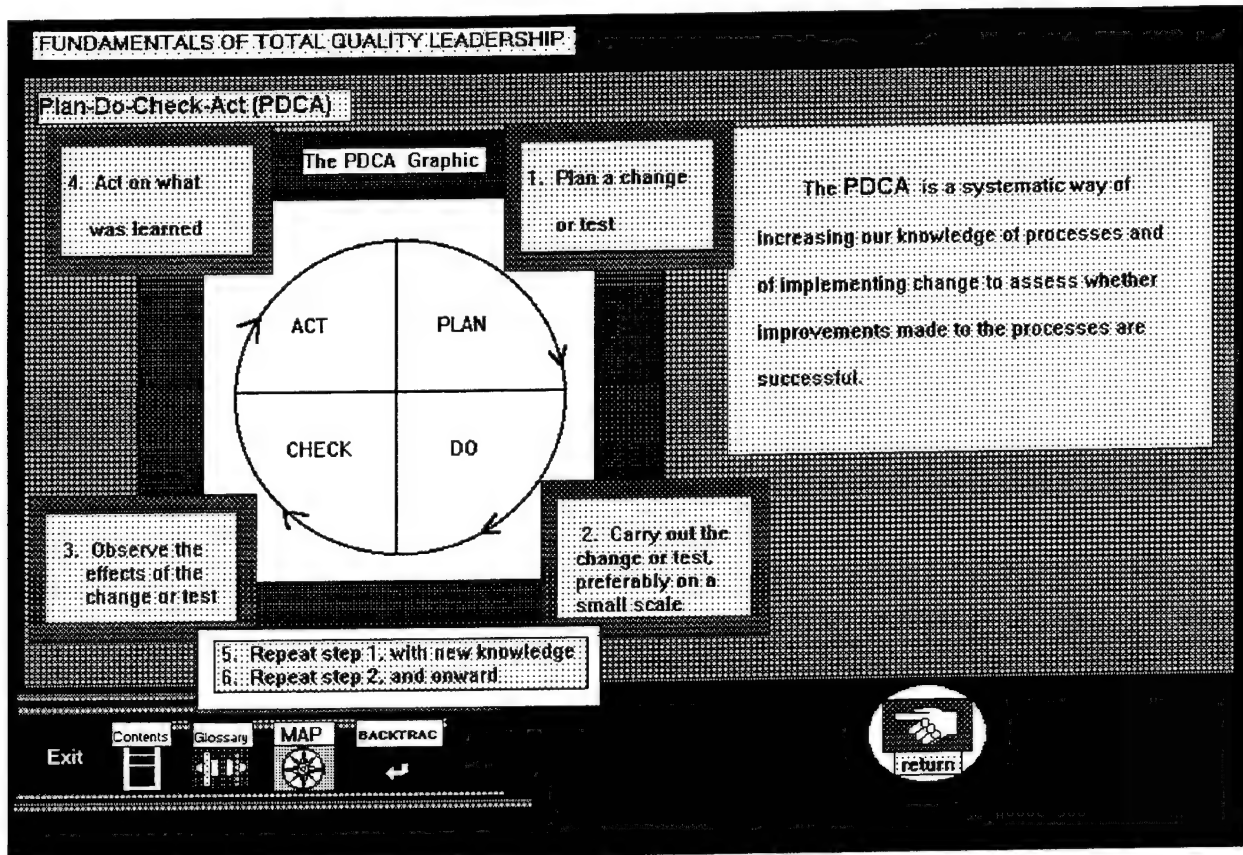 FUNDAMENTALS OF TOTAL QUALITY LEADERSHIP
Plan-Do-Check-Act (PDCA)
The PDCA Graphic
4. Act on what
was learned
1. Plan a change
or test
ACT
PLAN
CHECK
DO
3. Observe the
effects of the
change or test
2. Carry out the
change or test,
preferably on a
small scale
5. Repeat step 1, with new knowledge
6. Repeat step 2, and onward
The PDCA is a systematic way of
increasing our knowledge of processes and
of implementing change to assess whether
improvements made to the processes are
successful.
Exit
Contents
Glossary
MAP
BACKTRAC
return